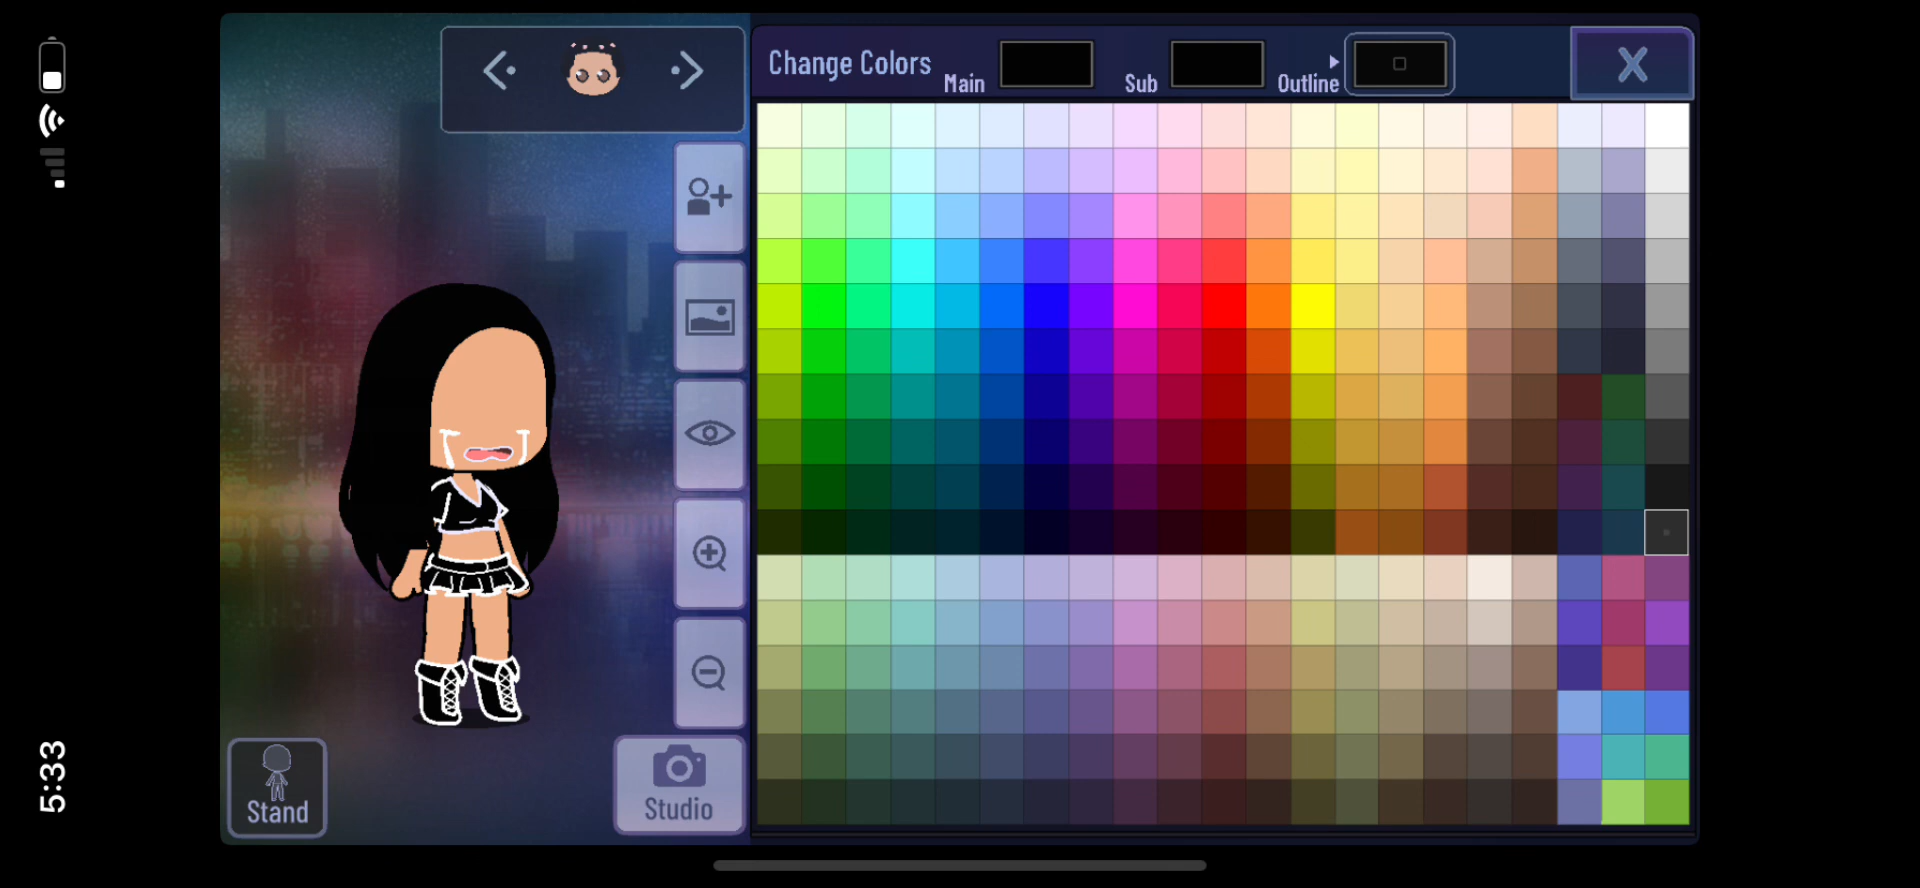 Change Colors
Main
Sub
Outline
X
Stand
Studio
5:33